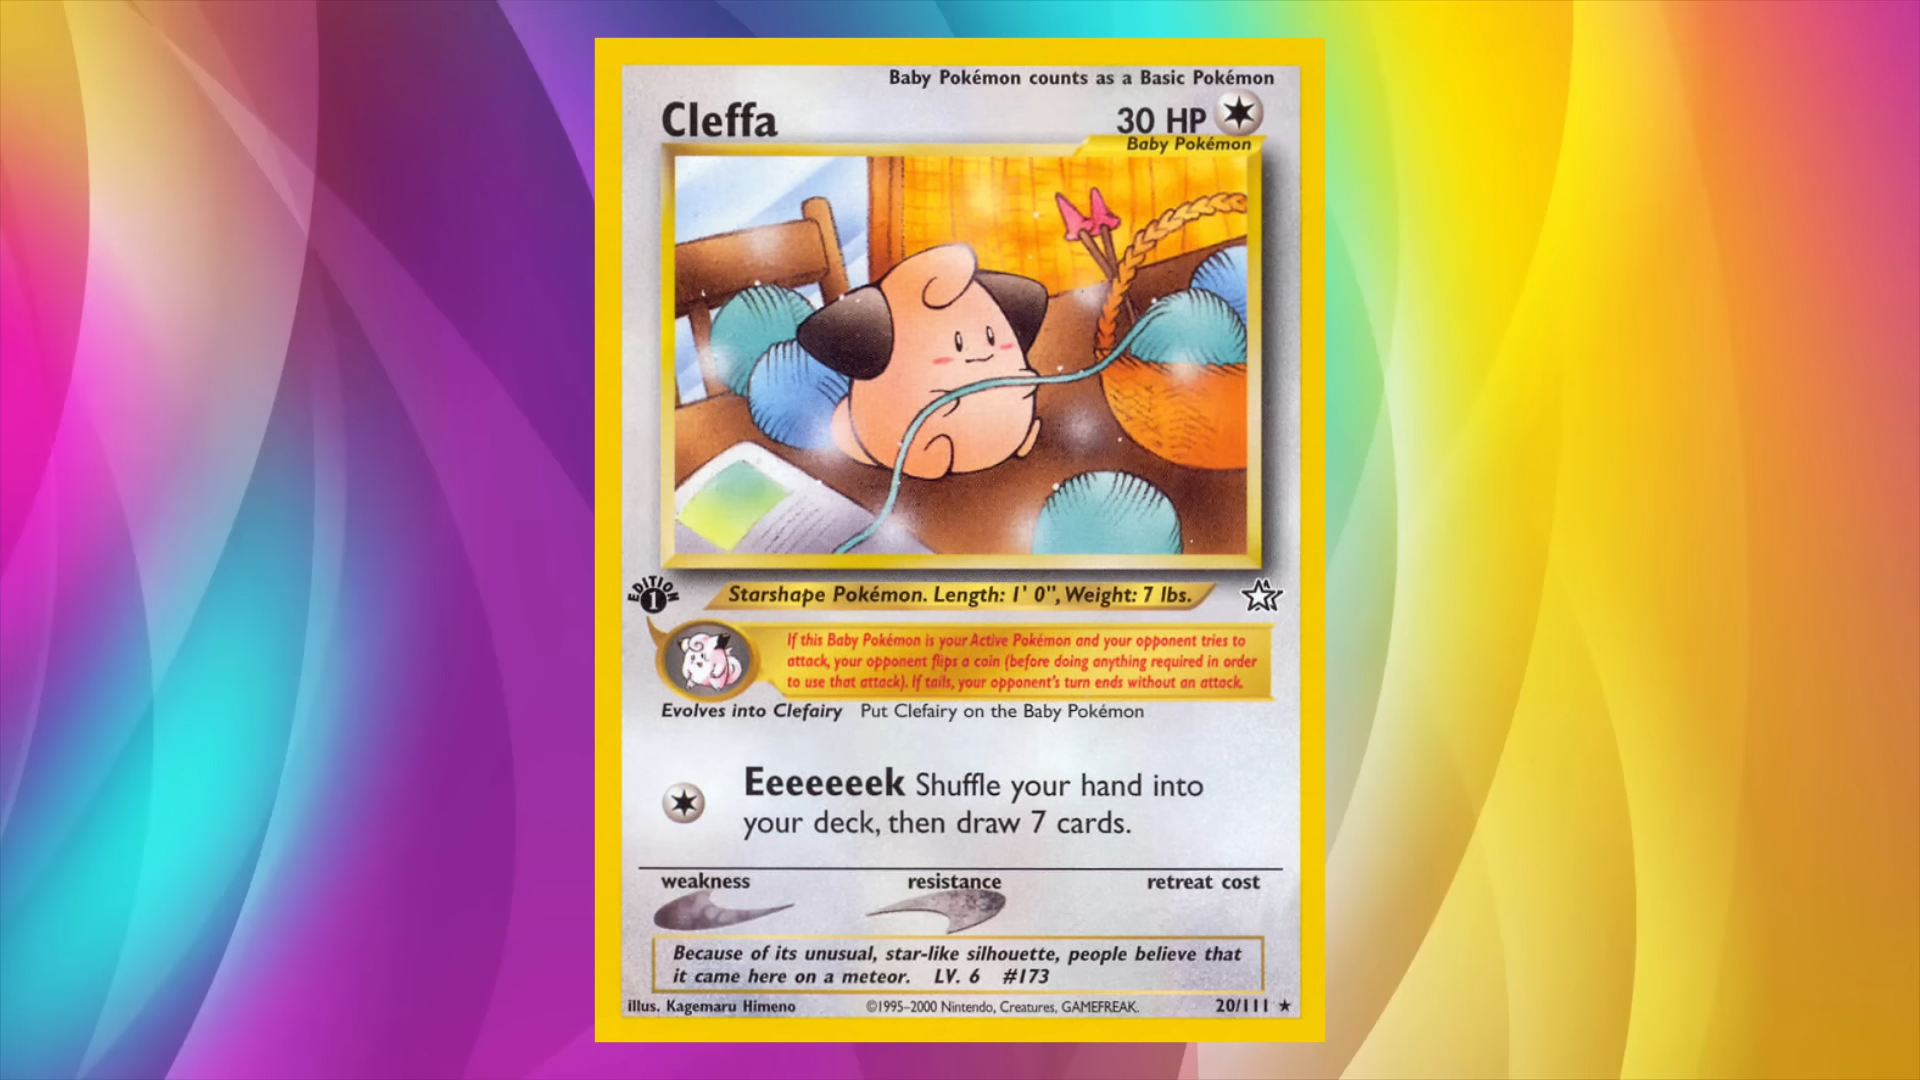 Baby Pokémon counts as a Basic Pokémon
Cleffa
30 HP
Baby Pokémon
EDITION
1
Starshape Pokémon. Length: 1' 0", Weight: 7 lbs.
If this Baby Pokémon is your Active Pokémon and your opponent tries to
attack, your opponent flips a coin (before doing anything required in order
to use that attack). If tails, your opponent's turn ends without an attack.
Evolves into Clefairy Put Clefairy on the Baby Pokémon
Eeeeeeek Shuffle your hand into
your deck, then draw 7 cards.
weakness resistance retreat cost
Because of its unusual, star-like silhouette, people believe that
it came here on a meteor. LV. 6 #173
illus. Kagemaru Himeno ©1995–2000 Nintendo, Creatures, GAMEFREAK. 20/111 ★